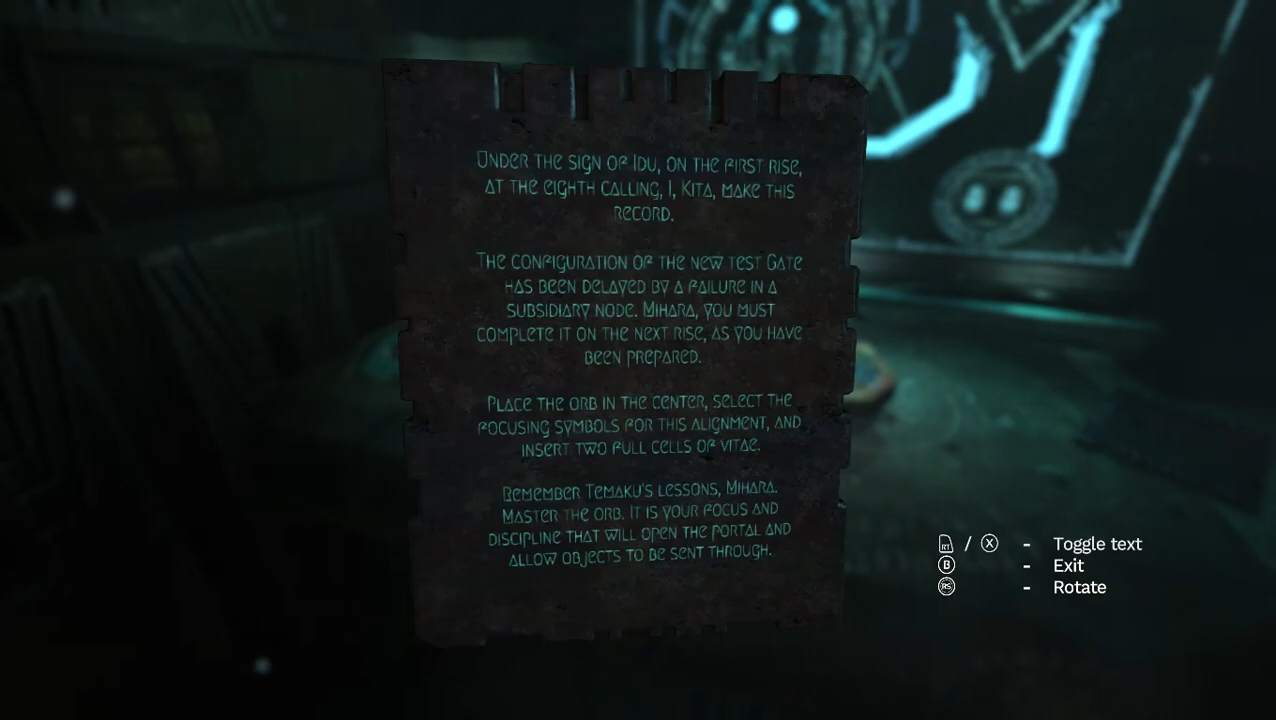 Under the sign of Idu, on the first rise,
at the eighth calling, I, Kita, make this
record.
The configuration of the new test Gate
has been delayed by a failure in a
subsidiary node. Mihara, you must
complete it on the next rise, as you have
been prepared.
Place the orb in the center, select the
focusing symbols for this alignment, and
insert two full cells of vitae.
Remember Temaku's lessons, Mihara.
Master the orb. It is your focus and
discipline that will open the portal and
allow objects to be sent through.
RT / X - Toggle text
B - Exit
RS - Rotate